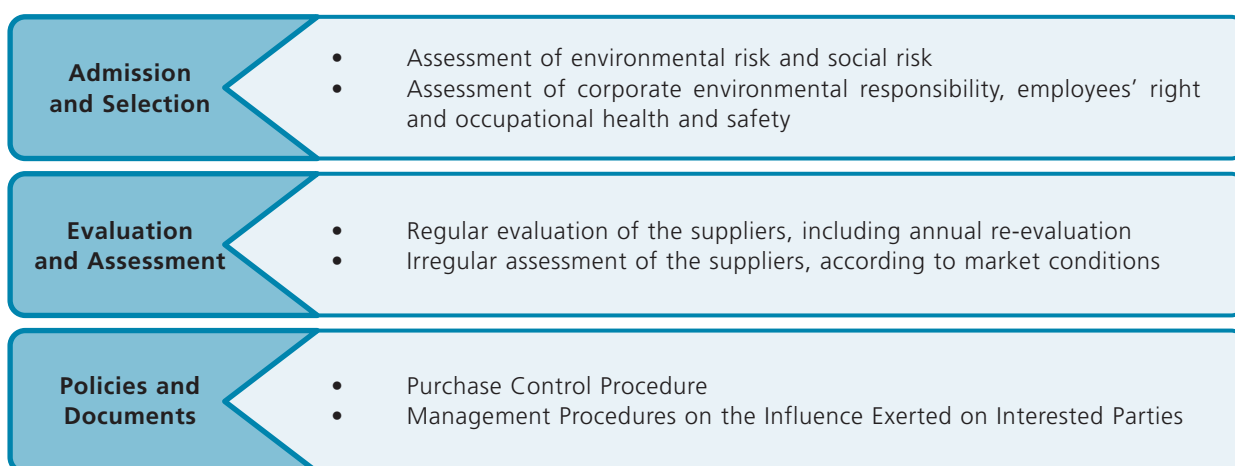 Admission
and Selection
• Assessment of environmental risk and social risk
• Assessment of corporate environmental responsibility, employees’ right
and occupational health and safety
Evaluation
and Assessment
• Regular evaluation of the suppliers, including annual re-evaluation
• Irregular assessment of the suppliers, according to market conditions
Policies and
Documents
• Purchase Control Procedure
• Management Procedures on the Influence Exerted on Interested Parties